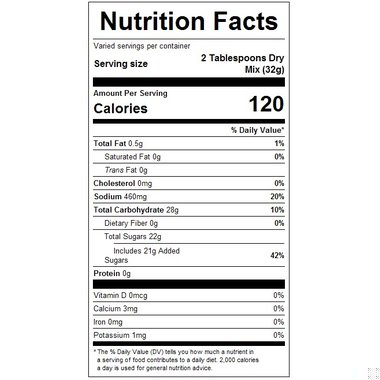 Nutrition Facts
Varied servings per container
Serving size 2 Tablespoons Dry
Mix (32g)
Amount Per Serving
Calories 120
% Daily Value*
Total Fat 0.5g 1%
Saturated Fat 0g 0%
Trans Fat 0g
Cholesterol 0mg 0%
Sodium 460mg 20%
Total Carbohydrate 28g 10%
Dietary Fiber 0g 0%
Total Sugars 22g
Includes 21g Added
Sugars 42%
Protein 0g
Vitamin D 0mcg 0%
Calcium 3mg 0%
Iron 0mg 0%
Potassium 1mg 0%
* The % Daily Value (DV) tells you how much a nutrient in
a serving of food contributes to a daily diet. 2,000 calories
a day is used for general nutrition advice.